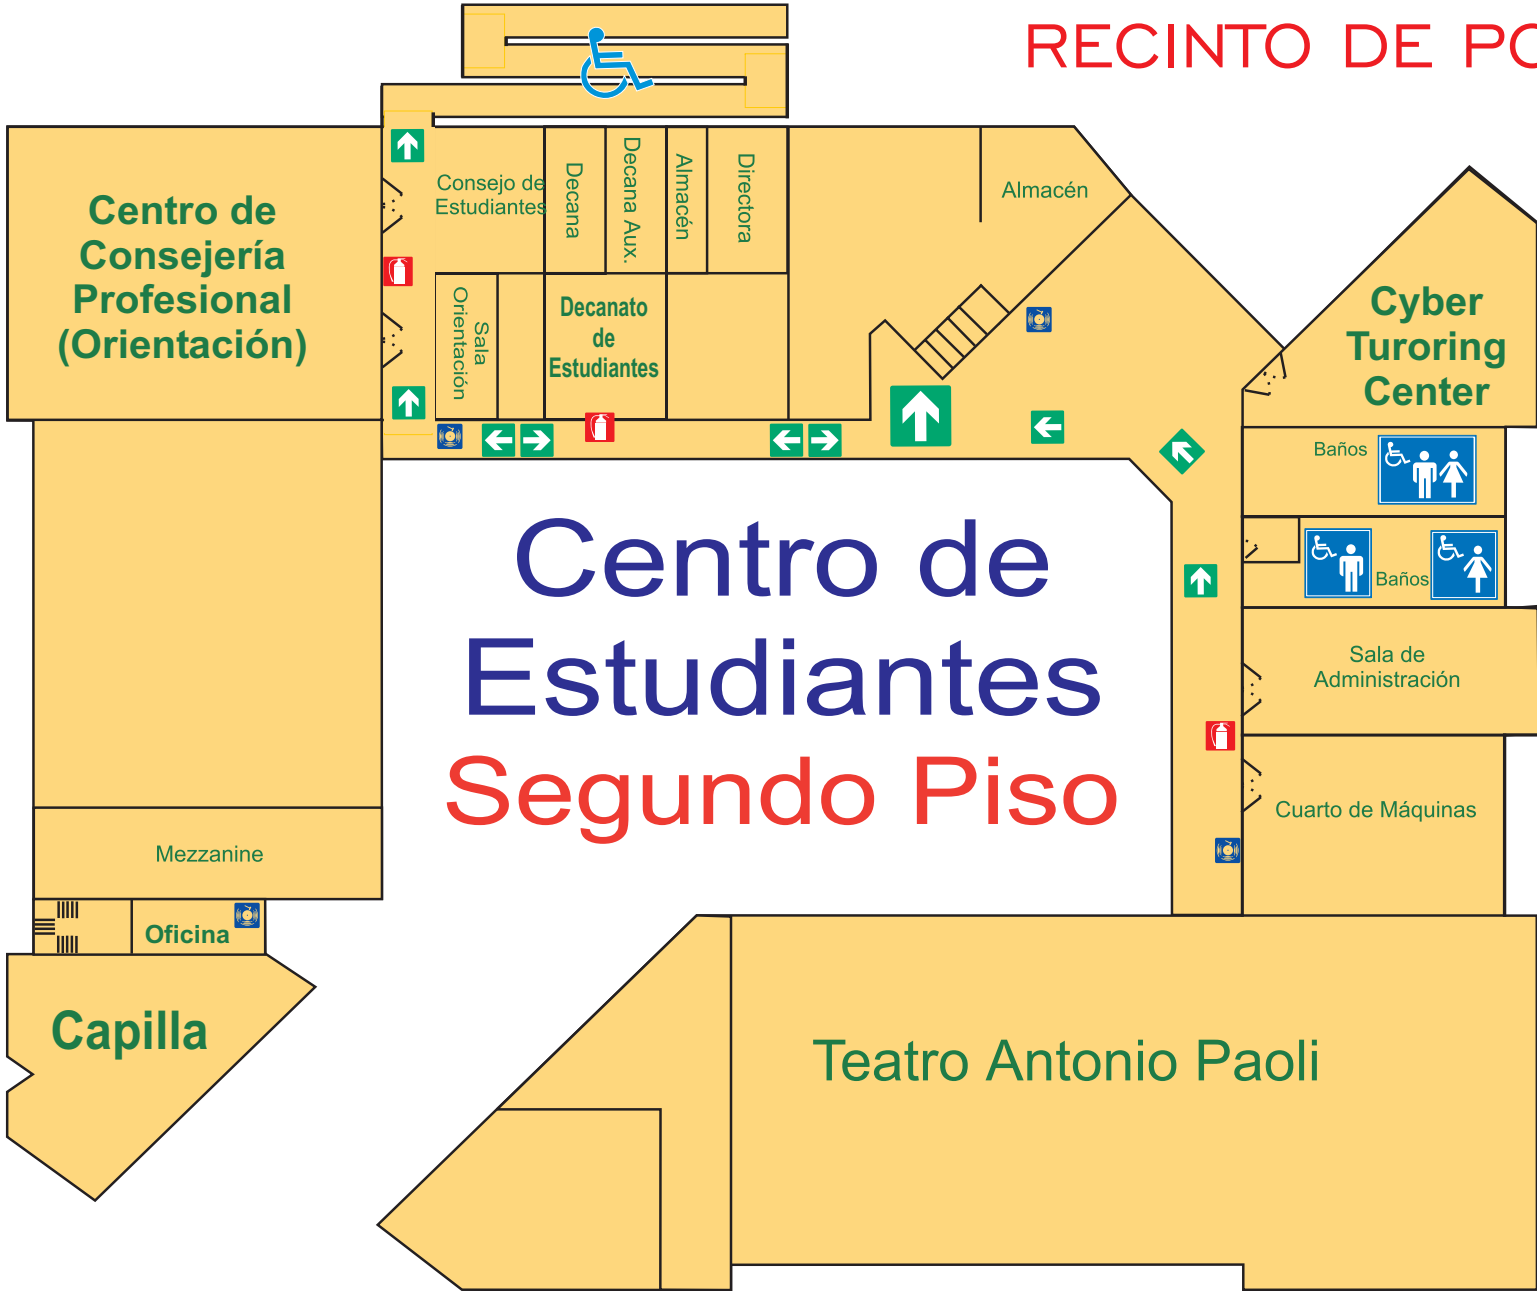 RECINTO DE PO
Centro de
Consejería
Profesional
(Orientación)
Consejo de
Estudiantes
Decana
Decana Aux.
Almacén
Directora
Almacén
Sala
Orientación
Decanato
de
Estudiantes
Cyber
Turoring
Center
Baños
Baños
Sala de
Administración
Cuarto de Máquinas
Centro de
Estudiantes
Segundo Piso
Mezzanine
Oficina
Capilla
Teatro Antonio Paoli